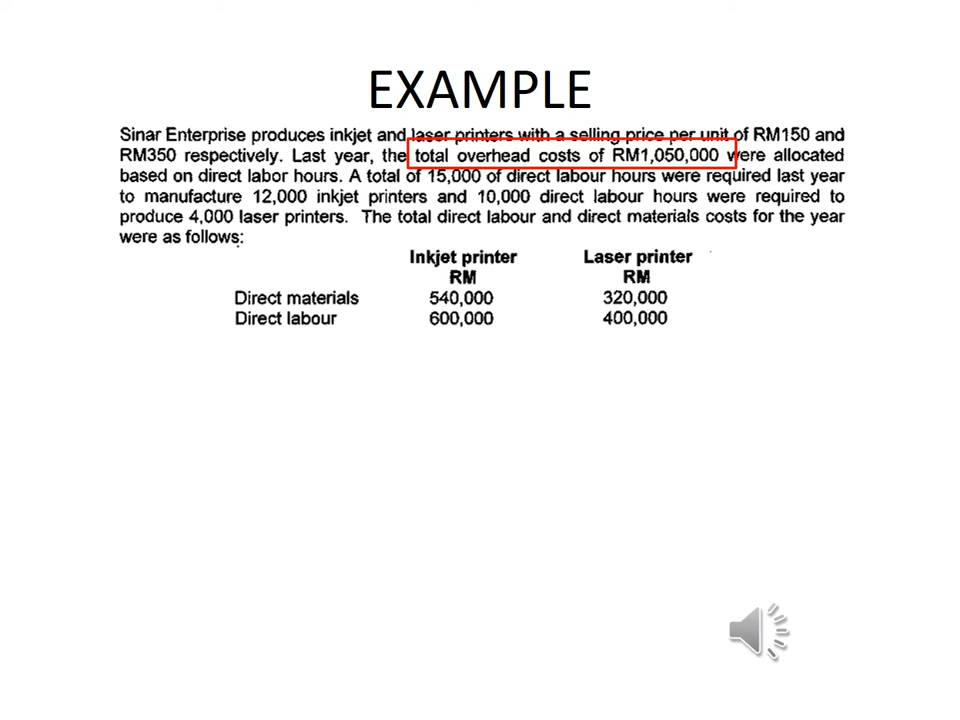 EXAMPLE
Sinar Enterprise produces inkjet and laser printers with a selling price per unit of RM150 and
RM350 respectively. Last year, the total overhead costs of RM1,050,000 were allocated
based on direct labor hours. A total of 15,000 of direct labour hours were required last year
to manufacture 12,000 inkjet printers and 10,000 direct labour hours were required to
produce 4,000 laser printers. The total direct labour and direct materials costs for the year
were as follows:
Inkjet printer Laser printer
RM RM
Direct materials 540,000 320,000
Direct labour 600,000 400,000